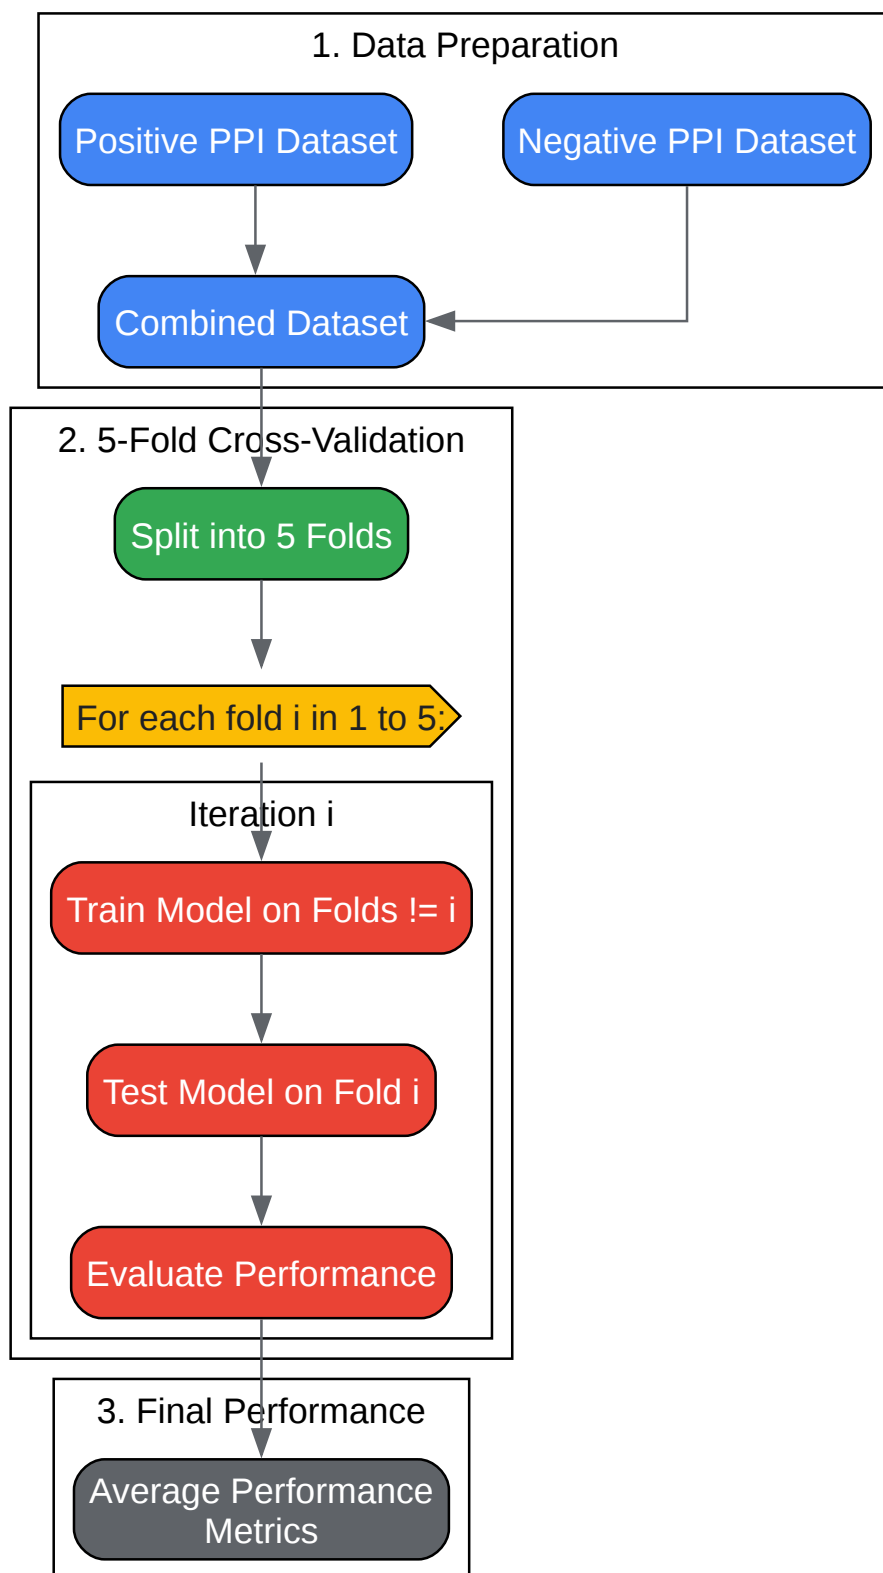 1. Data Preparation
Positive PPI Dataset
Negative PPI Dataset
Combined Dataset
2. 5-Fold Cross-Validation
Split into 5 Folds
For each fold i in 1 to 5:
Iteration i
Train Model on Folds != i
Test Model on Fold i
Evaluate Performance
3. Final Performance
Average Performance
Metrics